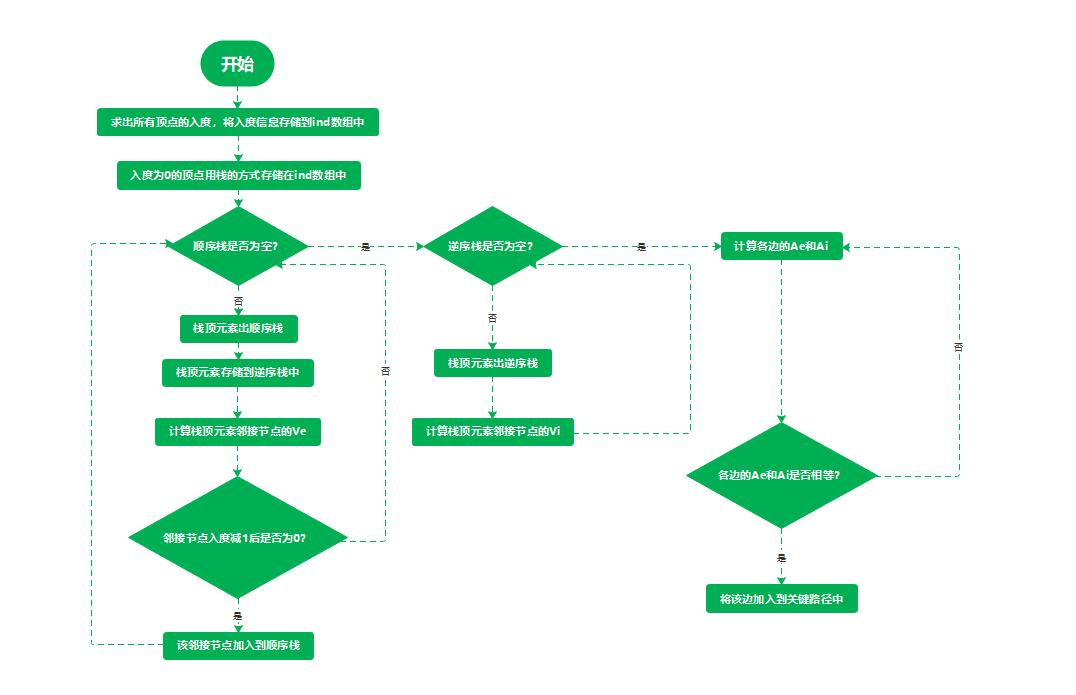 开始
求出所有顶点的入度，将入度信息存储到ind数组中
入度为0的顶点用栈的方式存储在ind数组中
顺序栈是否为空？
是
逆序栈是否为空？
是
计算各边的Ae和Ai
否
栈顶元素出顺序栈
栈顶元素存储到逆序栈中
计算栈顶元素邻接节点的Ve
邻接节点入度减1后是否为0？
否
是
该邻接节点加入到顺序栈
否
栈顶元素出逆序栈
计算栈顶元素邻接节点的Vi
否
各边的Ae和Ai是否相等？
是
将该边加入到关键路径中